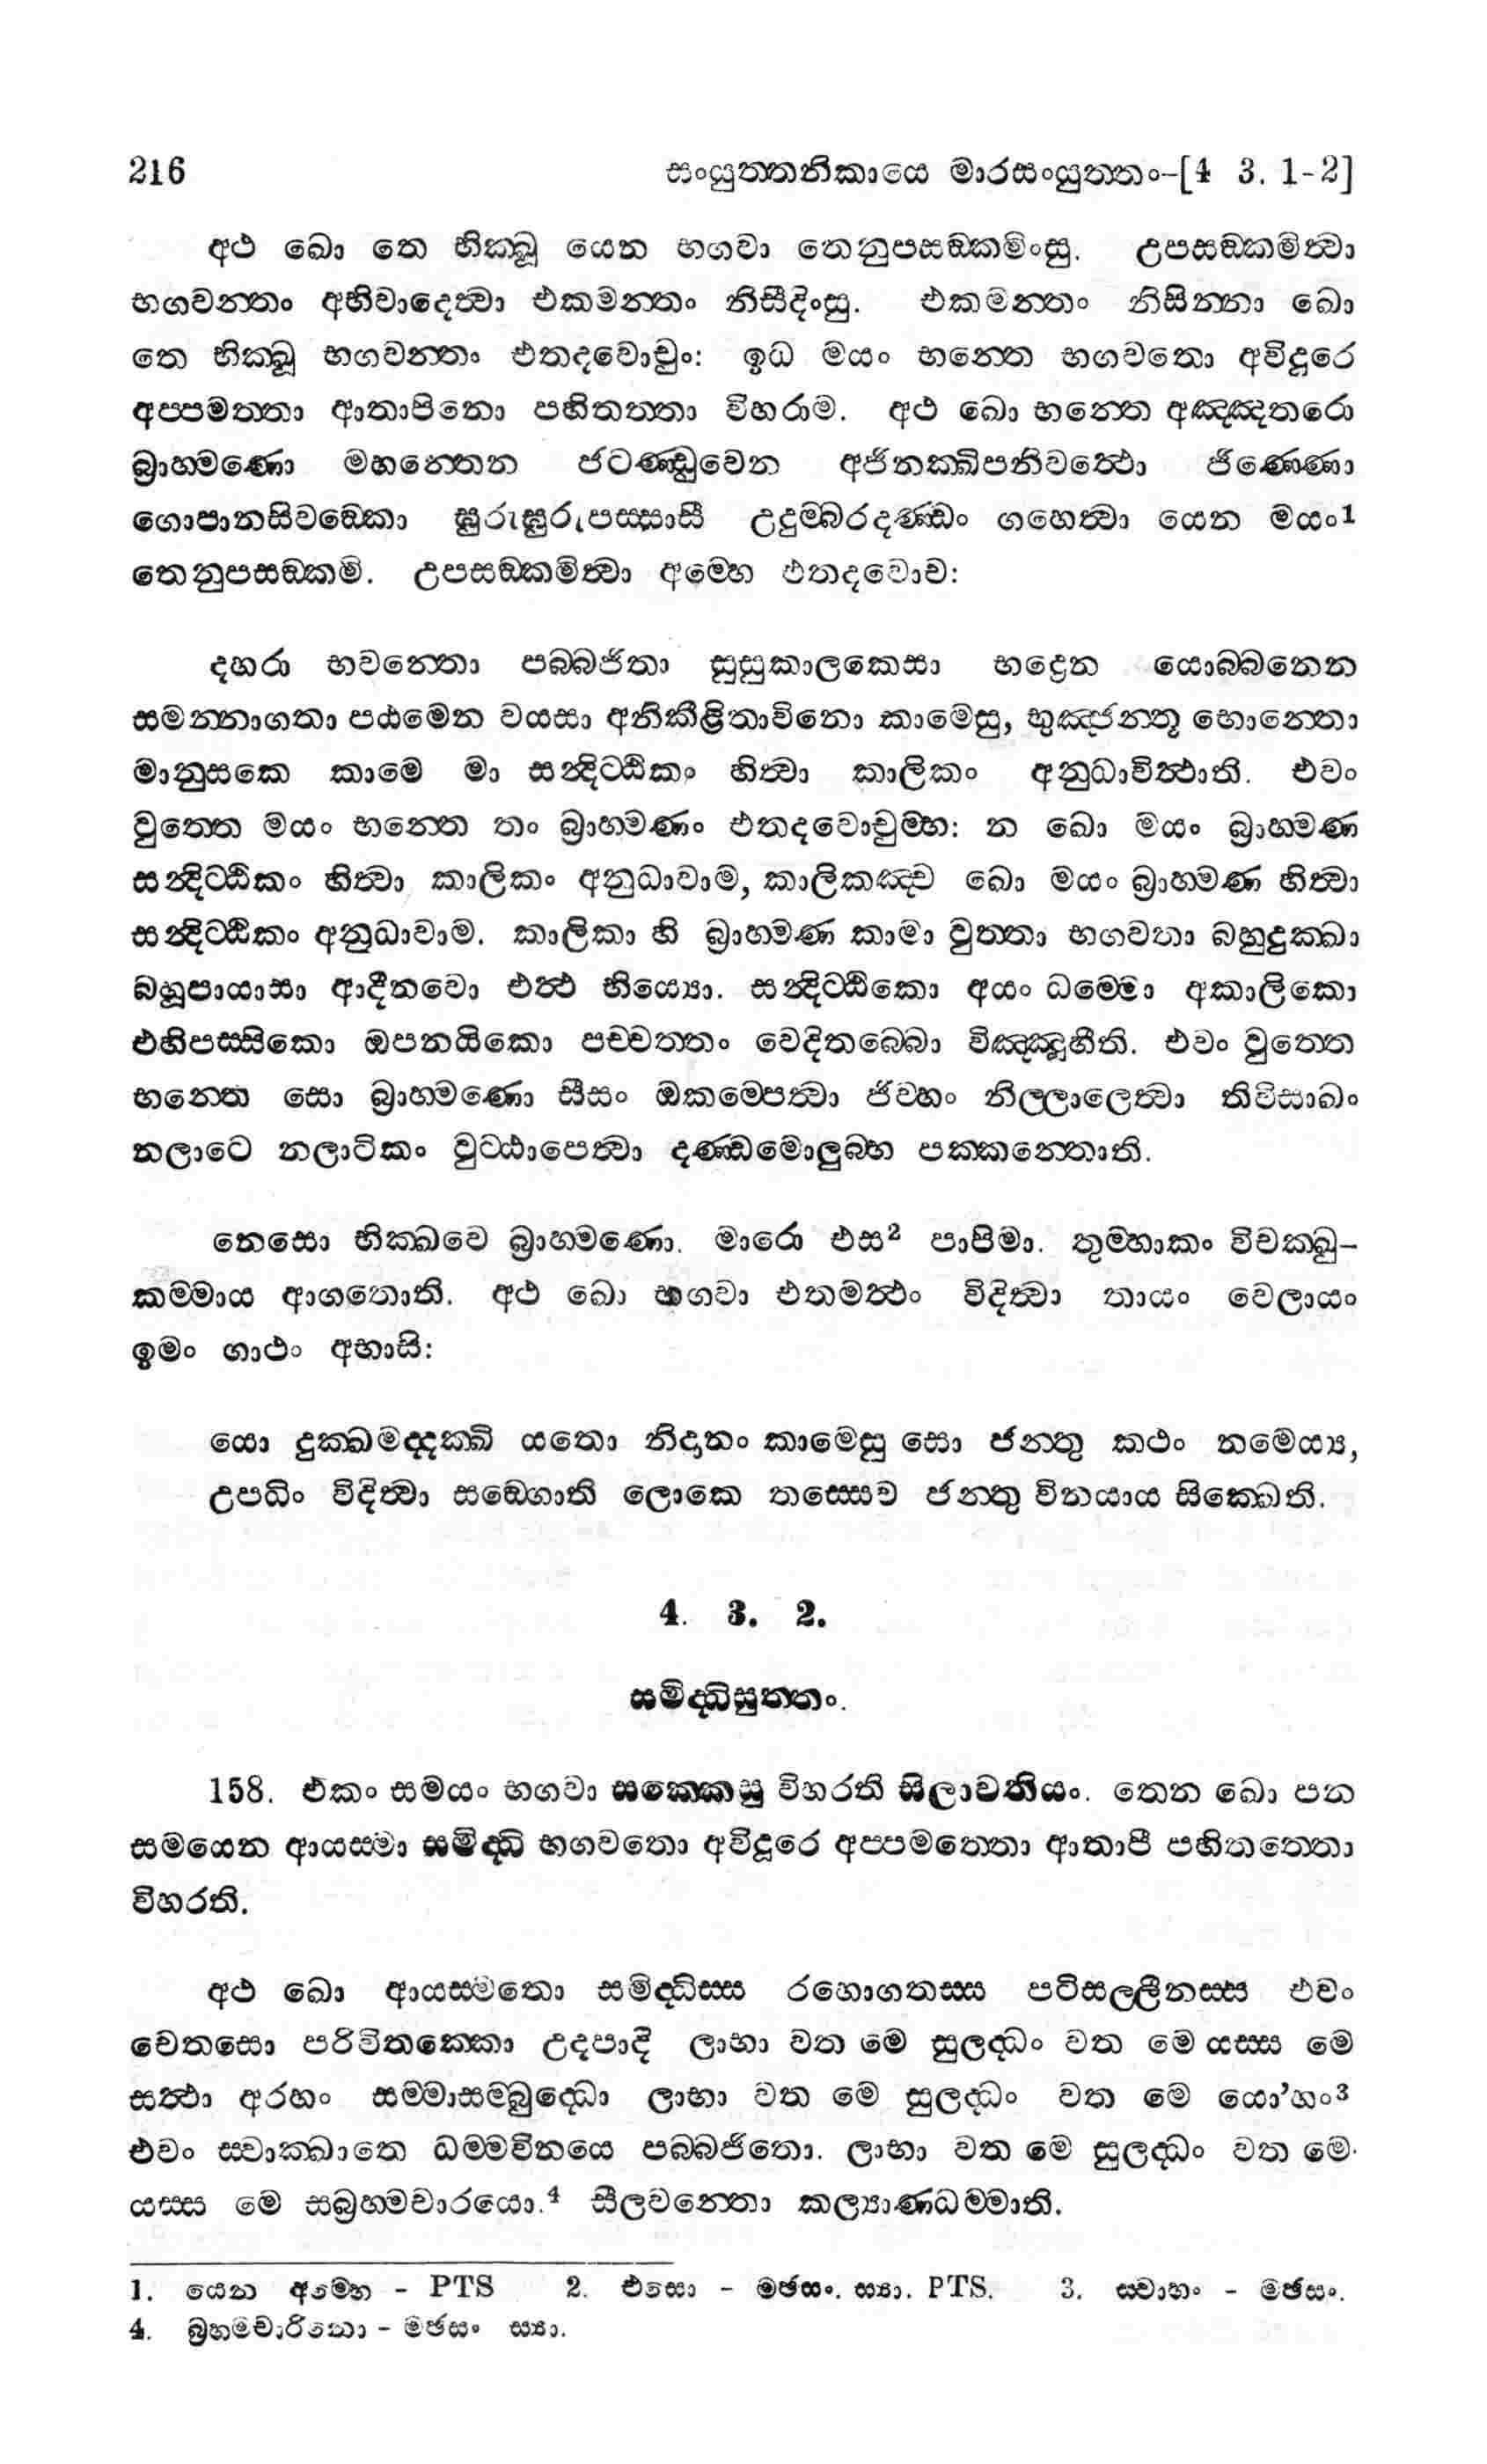 216 සංයුත්තනිකායෙ මාරසංයුත්තං-[4 3. 1-2]
අථ ඛො තෙ භික්ඛූ යෙන භගවා තෙනුපසඞ්කමිංසු. උපසඞ්කමිත්වා
භගවන්තං අභිවාදෙත්වා එකමන්තං නිසීදිංසු. එකමන්තං නිසින්නා ඛො
තෙ භික්ඛූ භගවන්තං එතදවොචුං: ඉධ මයං භන්තෙ භගවතො අවිදූරෙ
අප්පමත්තා ආතාපිනො පහිතත්තා විහරාම. අථ ඛො භන්තෙ අඤ්ඤතරො
බ්‍රාහ්මණො මහන්තෙන ජටණ්ඩුවෙන අජිනක්ඛිපනිවත්ථො ජිණ්ණො
ගොපානසිවඞ්කො ඝුරුඝුරුපස්සාසී උදුම්බරදණ්ඩං ගහෙත්වා යෙන මයං1
තෙනුපසඞ්කමි. උපසඞ්කමිත්වා අම්හෙ එතදවොච:
දහරා භවන්තො පබ්බජිතා සුසුකාලකෙසා භද්‍රෙන යොබ්බනෙන
සමන්නාගතා පඨමෙන වයසා අනිකීළිතාවිනො කාමෙසු, භුඤ්ජන්තූ භොන්තො
මානුසකෙ කාමෙ මා සන්දිට්ඨිකං හිත්වා කාලිකං අනුධාවිත්ථාති. එවං
වුත්තෙ මයං භන්තෙ තං බ්‍රාහ්මණං එතදවොචුම්හ: න ඛො මයං බ්‍රාහ්මණ
සන්දිට්ඨිකං හිත්වා කාලිකං අනුධාවාම, කාලිකඤ්ච ඛො මයං බ්‍රාහ්මණ හිත්වා
සන්දිට්ඨිකං අනුධාවාම. කාලිකා හි බ්‍රාහ්මණ කාමා වුත්තා භගවතා බහුදුක්ඛා
බහූපායාසා ආදීනවො එත්ථ භිය්‍යො. සන්දිට්ඨිකො අයං ධම්මො අකාලිකො
එහිපස්සිකො ඔපනයිකො පච්චත්තං වෙදිතබ්බො විඤ්ඤූහීති. එවං වුත්තෙ
භන්තෙ සො බ්‍රාහ්මණො සීසං ඔකම්පෙත්වා ජිව්හං නිල්ලාලෙත්වා තිවිසාඛං
නලාටෙ නලාටිකං වුට්ඨාපෙත්වා දණ්ඩමොලුබ්භ පක්කන්තොති.
නෙසො භික්ඛවෙ බ්‍රාහ්මණො. මාරො එස2 පාපිමා. තුම්හාකං විචක්ඛු-
කම්මාය ආගතොති. අථ ඛො භගවා එතමත්ථං විදිත්වා තායං වෙලායං
ඉමං ගාථං අභාසි:
යො දුක්ඛමද්දක්ඛි යතො නිදානං කාමෙසු සො ජන්තු කථං නමෙය්‍ය,
උපධිං විදිත්වා සඞ්ගොති ලොකෙ තස්සෙව ජන්තු විනයාය සික්ඛෙති.
4. 3. 2.
සමිද්ධිසුත්තං.
158. එකං සමයං භගවා සක්කෙසු විහරති සිලාවතියං. තෙන ඛො පන
සමයෙන ආයස්මා සමිද්ධි භගවතො අවිදූරෙ අප්පමත්තො ආතාපී පහිතත්තො
විහරති.
අථ ඛො ආයස්මතො සමිද්ධිස්ස රහොගතස්ස පටිසල්ලීනස්ස එවං
චෙතසො පරිවිතක්කො උදපාදි ලාභා වත මෙ සුලද්ධං වත මෙ යස්ස මෙ
සත්ථා අරහං සම්මාසම්බුද්ධො ලාභා වත මෙ සුලද්ධං වත මෙ යො’හං3
එවං ස්වාක්ඛාතෙ ධම්මවිනයෙ පබ්බජිතො. ලාභා වත මෙ සුලද්ධං වත මෙ
යස්ස මෙ සබ්‍රහ්මචාරයො.4 සීලවන්තො කල්‍යාණධම්මාති.
1. යෙන අම්හෙ - PTS 2. එසො - මඡසං. ස්‍යා. PTS. 3. ස්වාහං - මඡසං.
4. බ්‍රහ්මචාරිනො - මඡසං ස්‍යා.